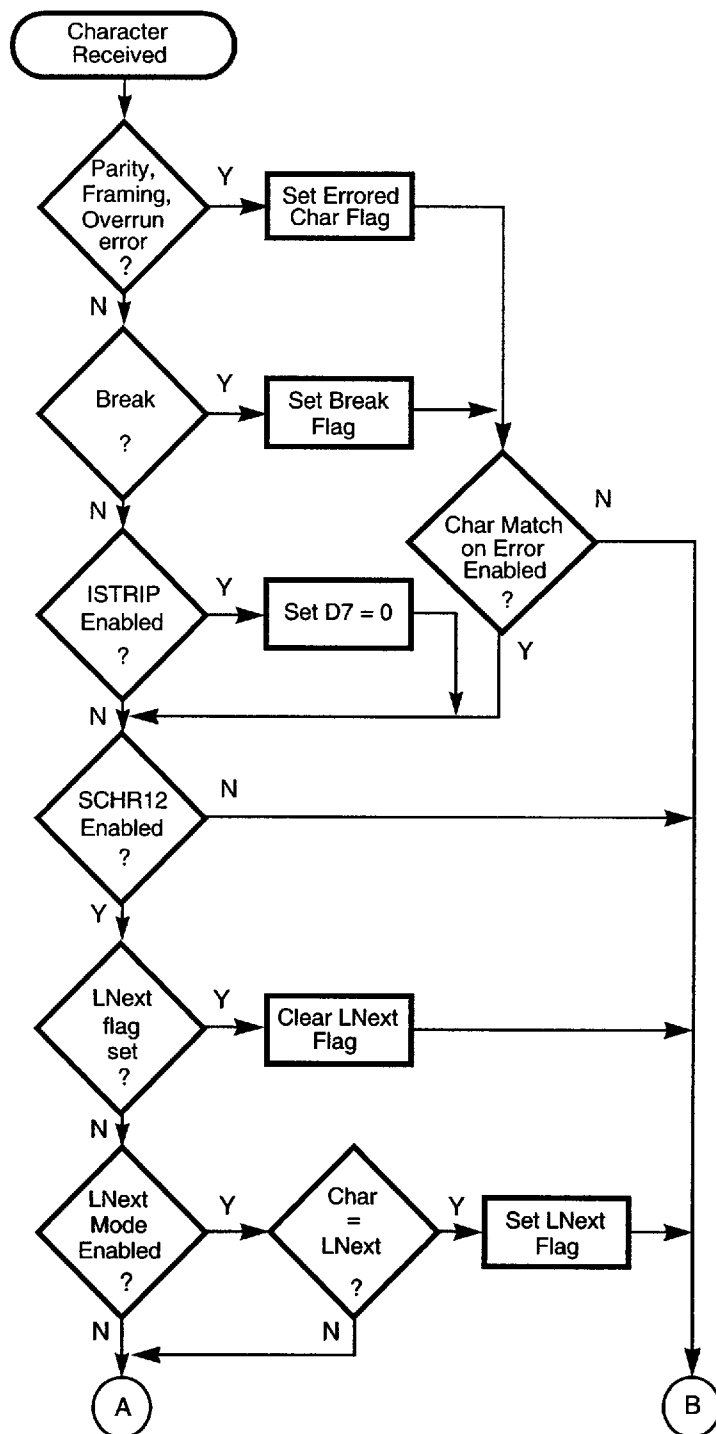 Character
Received
Parity,
Framing,
Overrun
error
?
Y
Set Errored
Char Flag
N
Break
?
Y
Set Break
Flag
N
Char Match
on Error
Enabled
?
N
Y
ISTRIP
Enabled
?
Y
Set D7 = 0
N
SCHR12
Enabled
?
N
Y
LNext
flag
set
?
Y
Clear LNext
Flag
N
LNext
Mode
Enabled
?
Y
Char
=
LNext
?
Y
Set LNext
Flag
N
N
A
B